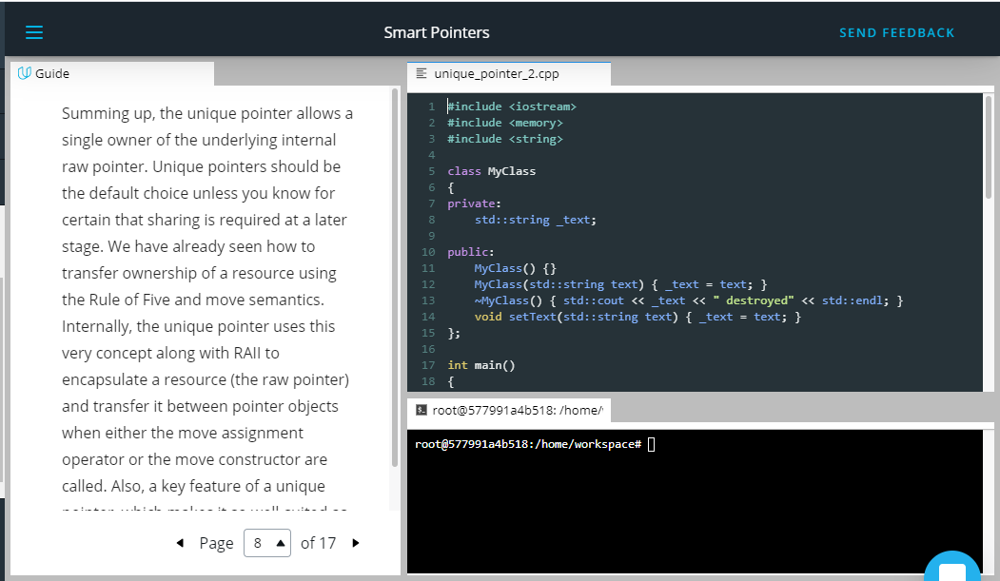 Smart Pointers
SEND FEEDBACK
Guide
Summing up, the unique pointer allows a
single owner of the underlying internal
raw pointer. Unique pointers should be
the default choice unless you know for
certain that sharing is required at a later
stage. We have already seen how to
transfer ownership of a resource using
the Rule of Five and move semantics.
Internally, the unique pointer uses this
very concept along with RAII to
encapsulate a resource (the raw pointer)
and transfer it between pointer objects
when either the move assignment
operator or the move constructor are
called. Also, a key feature of a unique
pointer, which makes it so well-suited as
Page 8 of 17
unique_pointer_2.cpp
1 #include <iostream>
2 #include <memory>
3 #include <string>
4
5 class MyClass
6 {
7 private:
8 std::string _text;
9
10 public:
11 MyClass() {}
12 MyClass(std::string text) { _text = text; }
13 ~MyClass() { std::cout << _text << " destroyed" << std::endl; }
14 void setText(std::string text) { _text = text; }
15 };
16
17 int main()
18 {
root@577991a4b518: /home/
root@577991a4b518:/home/workspace#